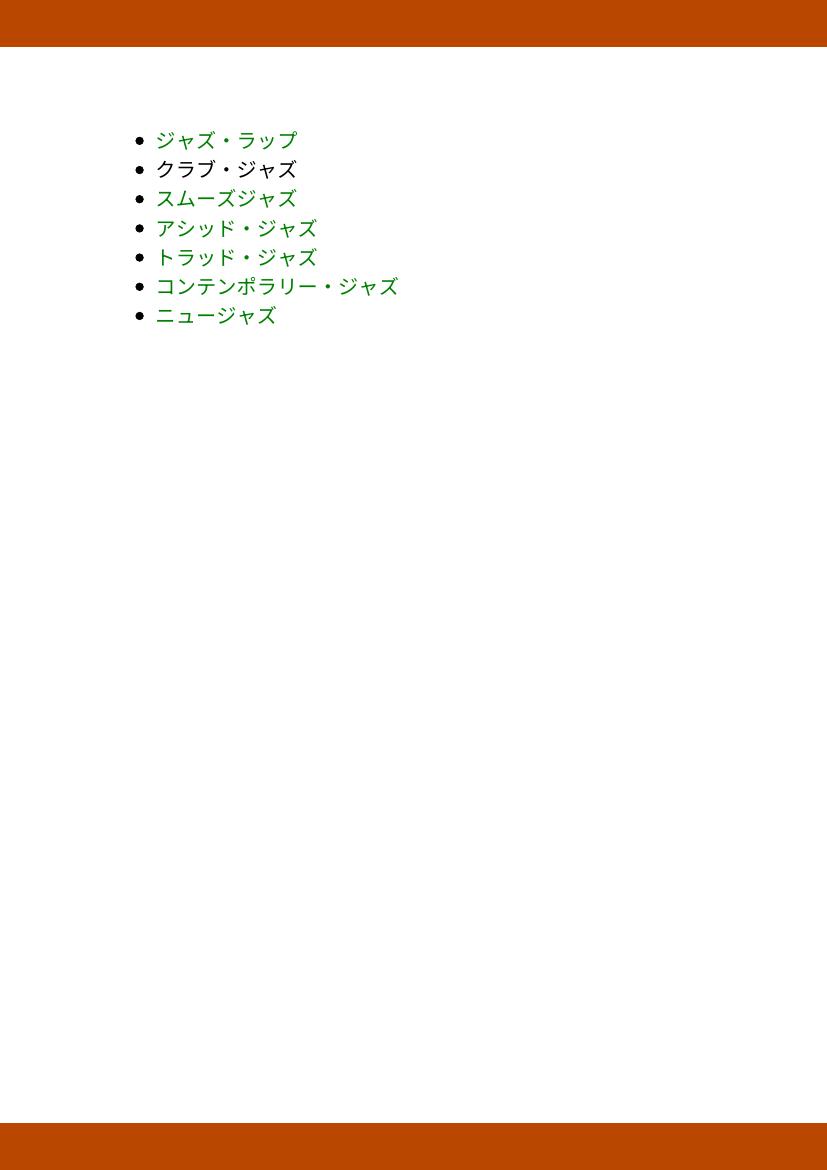 ジャズ・ラップ
クラブ・ジャズ
スムーズジャズ
アシッド・ジャズ
トラッド・ジャズ
コンテンポラリー・ジャズ
ニュージャズ